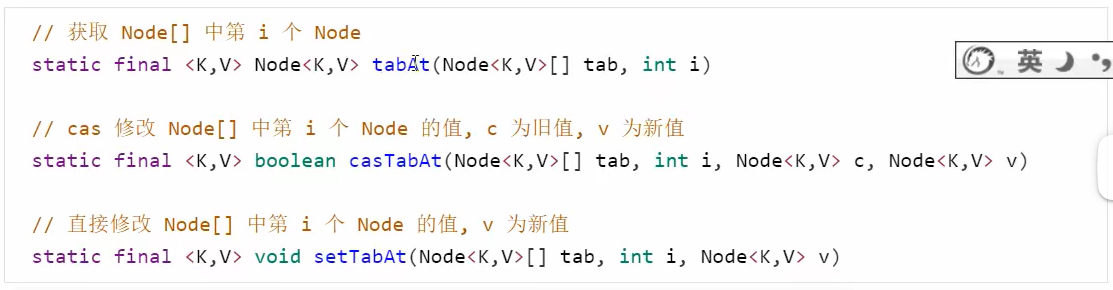 // 获取 Node[] 中第 i 个 Node
static final <K,V> Node<K,V> tabAt(Node<K,V>[] tab, int i)
// cas 修改 Node[] 中第 i 个 Node 的值, c 为旧值, v 为新值
static final <K,V> boolean casTabAt(Node<K,V>[] tab, int i, Node<K,V> c, Node<K,V> v)
// 直接修改 Node[] 中第 i 个 Node 的值, v 为新值
static final <K,V> void setTabAt(Node<K,V>[] tab, int i, Node<K,V> v)
英